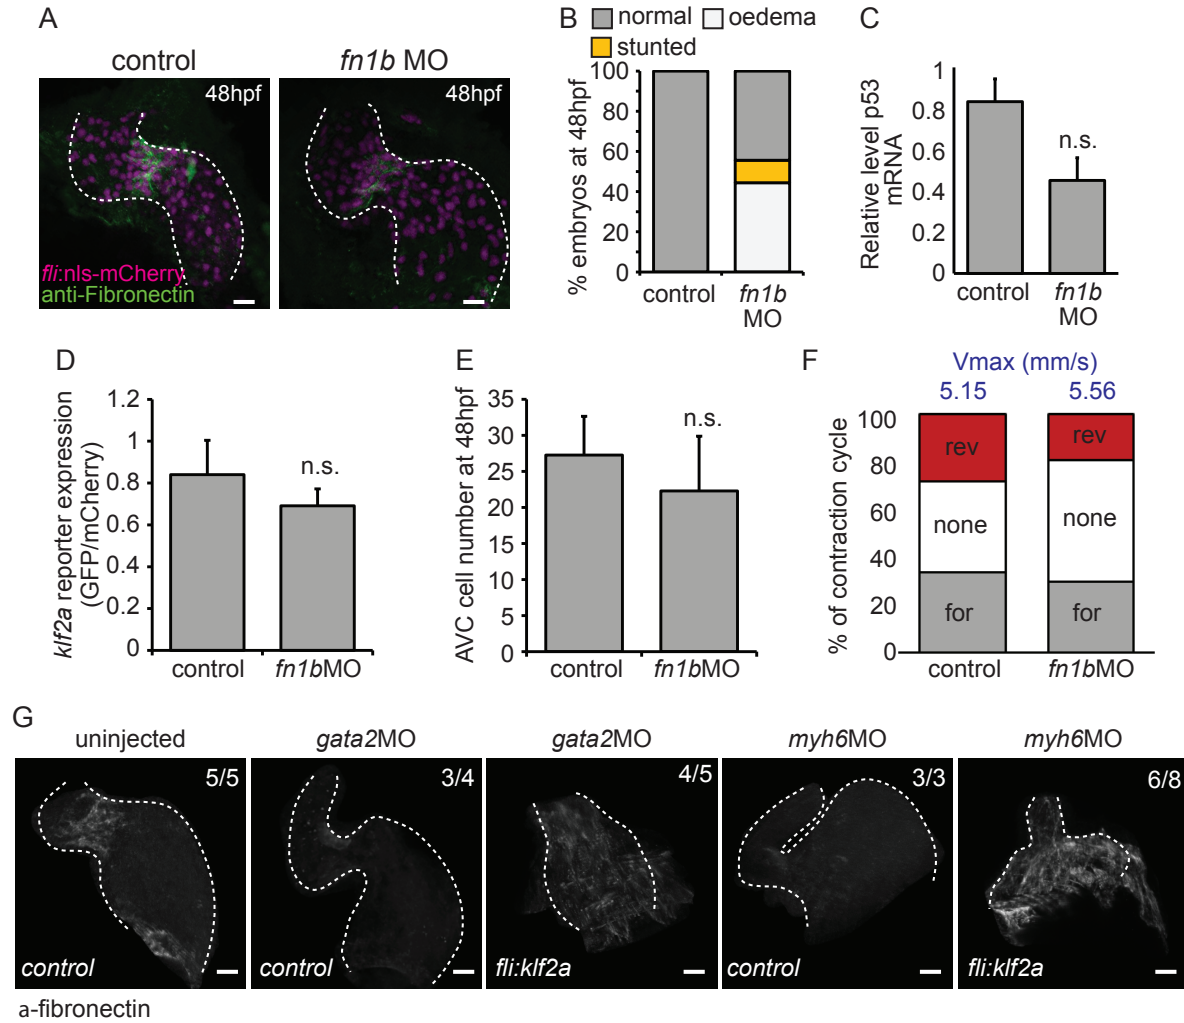 A
control
fn1b MO
48hpf
48hpf
fli:nls-mCherry
anti-Fibronectin
B
normal
oedema
stunted
% embryos at 48hpf
100
80
60
40
20
0
control
fn1b
MO
C
Relative level p53
mRNA
1
0.8
0.6
0.4
0.2
0
n.s.
control
fn1b
MO
D
klf2a reporter expression
(GFP/mCherry)
1.2
1
0.8
0.6
0.4
0.2
0
n.s.
control
fn1bMO
E
AVC cell number at 48hpf
35
30
25
20
15
10
5
0
n.s.
control
fn1bMO
F
Vmax (mm/s)
5.15
5.56
% of contraction cycle
100
80
60
40
20
0
rev
none
for
rev
none
for
control
fn1bMO
G
uninjected
gata2MO
gata2MO
myh6MO
myh6MO
5/5
3/4
4/5
3/3
6/8
control
control
fli:klf2a
control
fli:klf2a
a-fibronectin